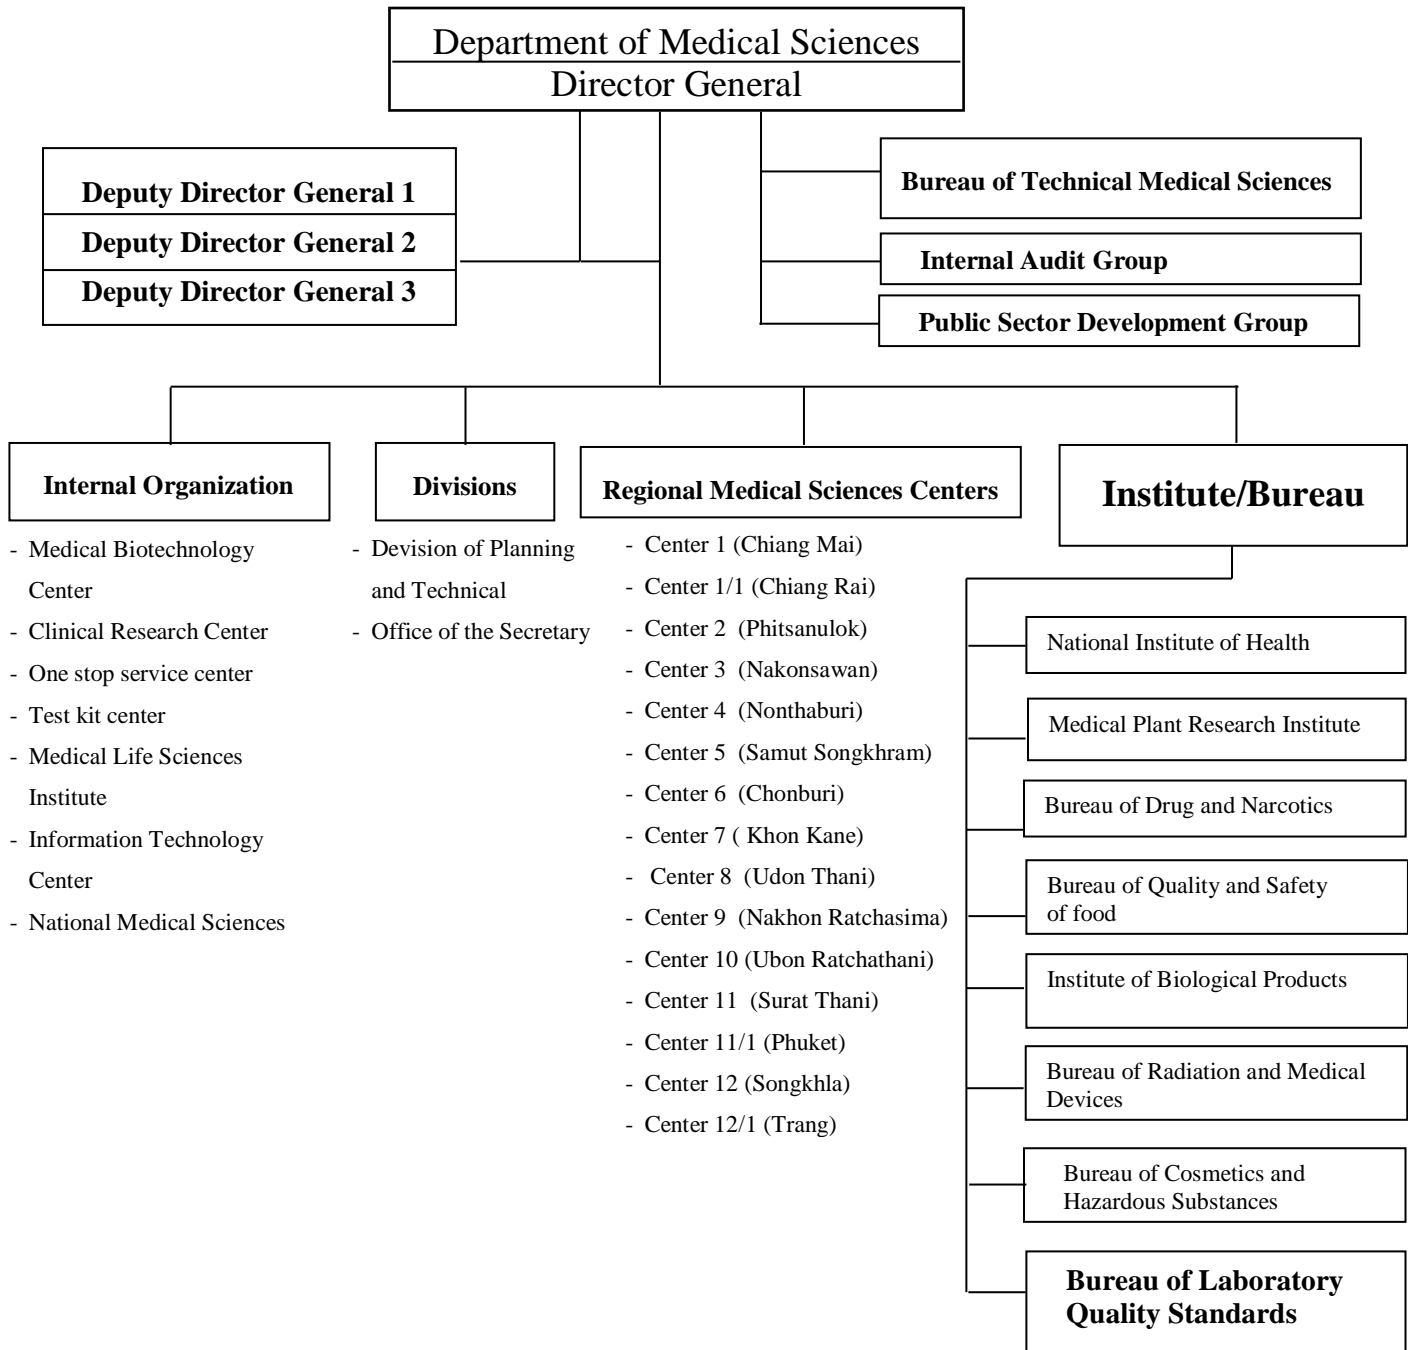 Department of Medical Sciences
Director General
Deputy Director General 1
Deputy Director General 2
Deputy Director General 3
Bureau of Technical Medical Sciences
Internal Audit Group
Public Sector Development Group
Internal Organization
- Medical Biotechnology
Center
- Clinical Research Center
- One stop service center
- Test kit center
- Medical Life Sciences
Institute
- Information Technology
Center
- National Medical Sciences
Divisions
- Devision of Planning
and Technical
- Office of the Secretary
Regional Medical Sciences Centers
- Center 1 (Chiang Mai)
- Center 1/1 (Chiang Rai)
- Center 2 (Phitsanulok)
- Center 3 (Nakonsawan)
- Center 4 (Nonthaburi)
- Center 5 (Samut Songkhram)
- Center 6 (Chonburi)
- Center 7 ( Khon Kane)
- Center 8 (Udon Thani)
- Center 9 (Nakhon Ratchasima)
- Center 10 (Ubon Ratchathani)
- Center 11 (Surat Thani)
- Center 11/1 (Phuket)
- Center 12 (Songkhla)
- Center 12/1 (Trang)
Institute/Bureau
National Institute of Health
Medical Plant Research Institute
Bureau of Drug and Narcotics
Bureau of Quality and Safety
of food
Institute of Biological Products
Bureau of Radiation and Medical
Devices
Bureau of Cosmetics and
Hazardous Substances
Bureau of Laboratory
Quality Standards